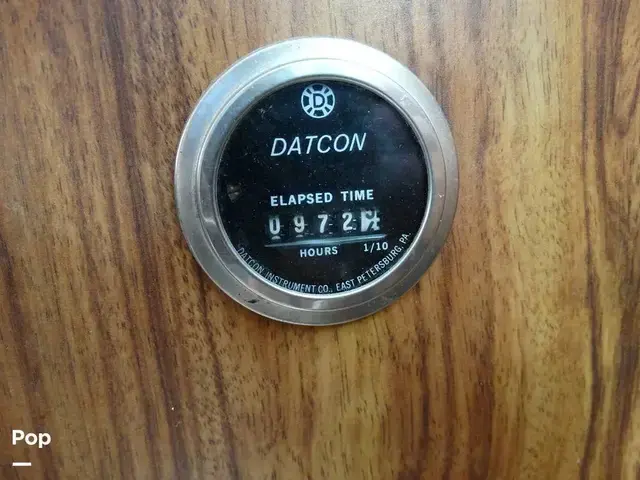 D
DATCON
ELAPSED TIME
0972
HOURS 1/10
DATCON INSTRUMENT CO., EAST PETERSBURG, PA.
Pop